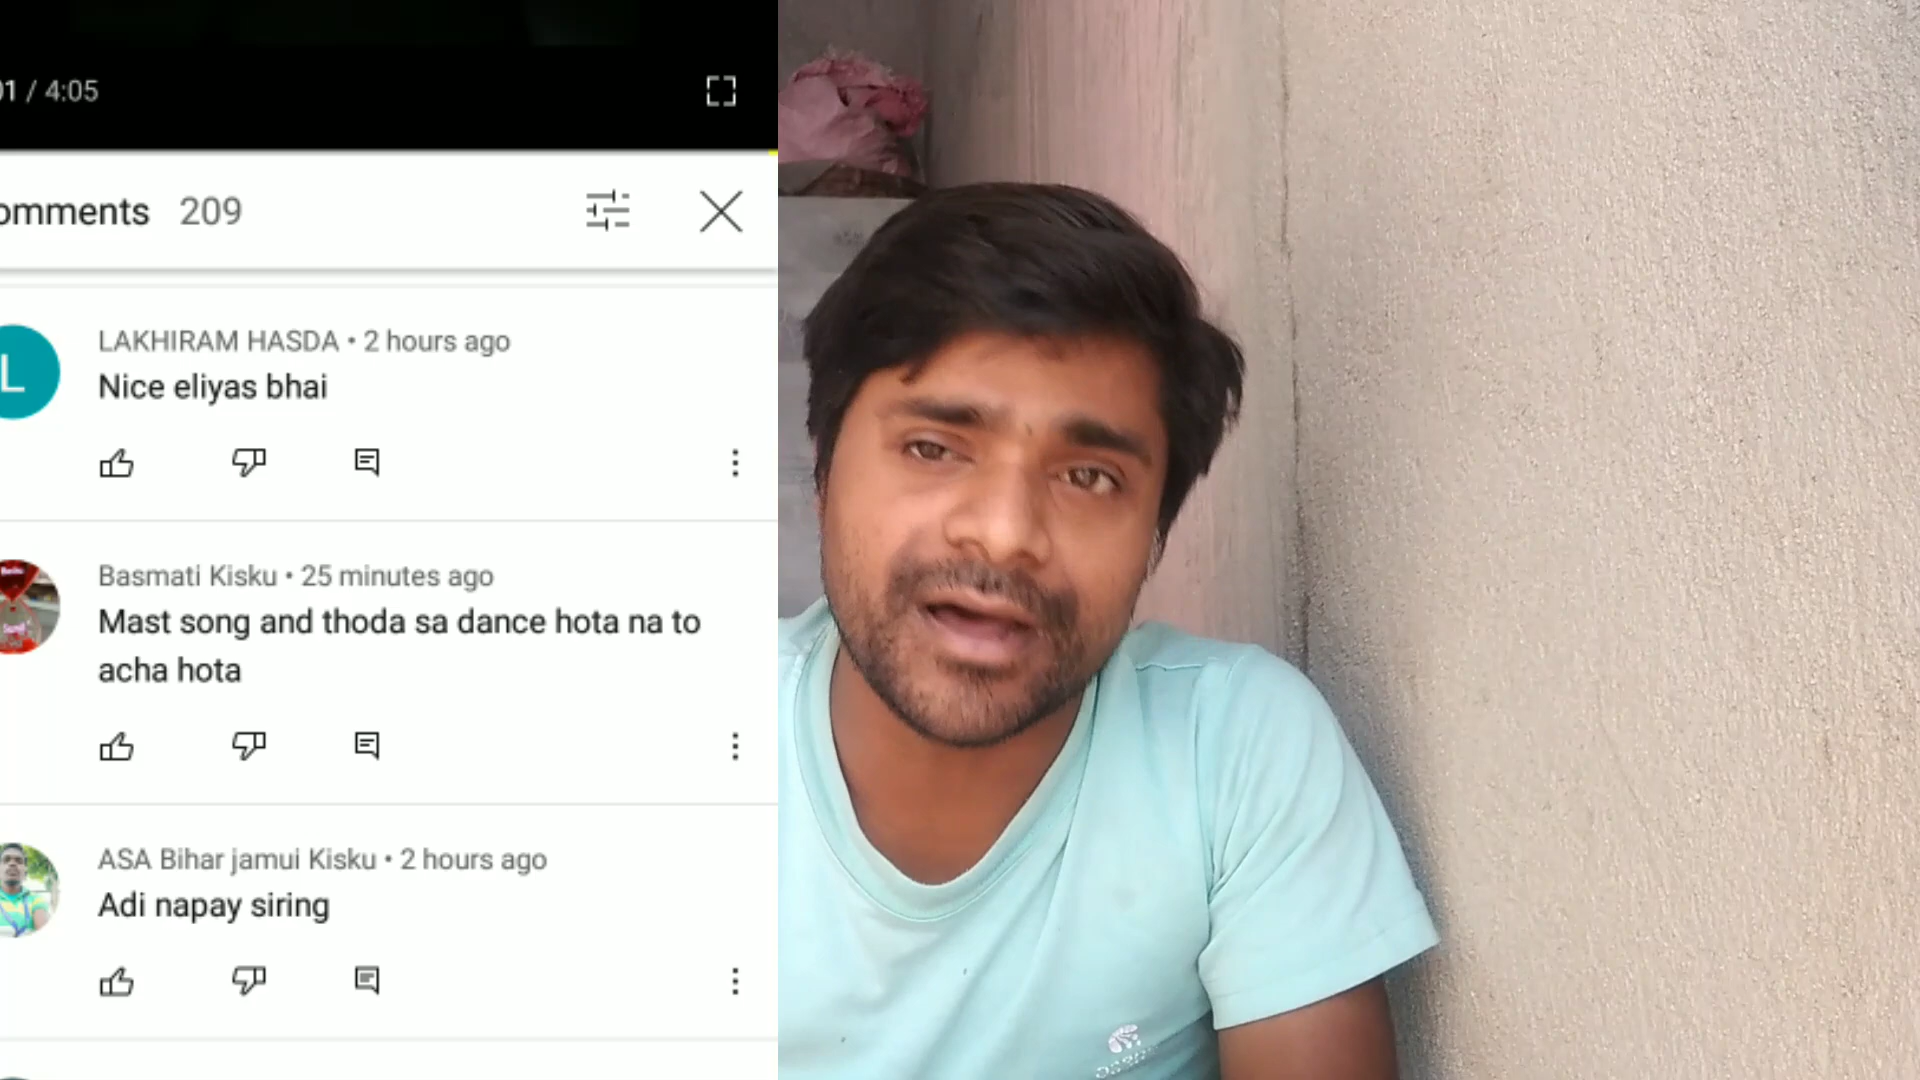 01 / 4:05
omments 209
LAKHIRAM HASDA • 2 hours ago
L
Nice eliyas bhai
Basmati Kisku • 25 minutes ago
Mast song and thoda sa dance hota na to
acha hota
ASA Bihar jamui Kisku • 2 hours ago
Adi napay siring